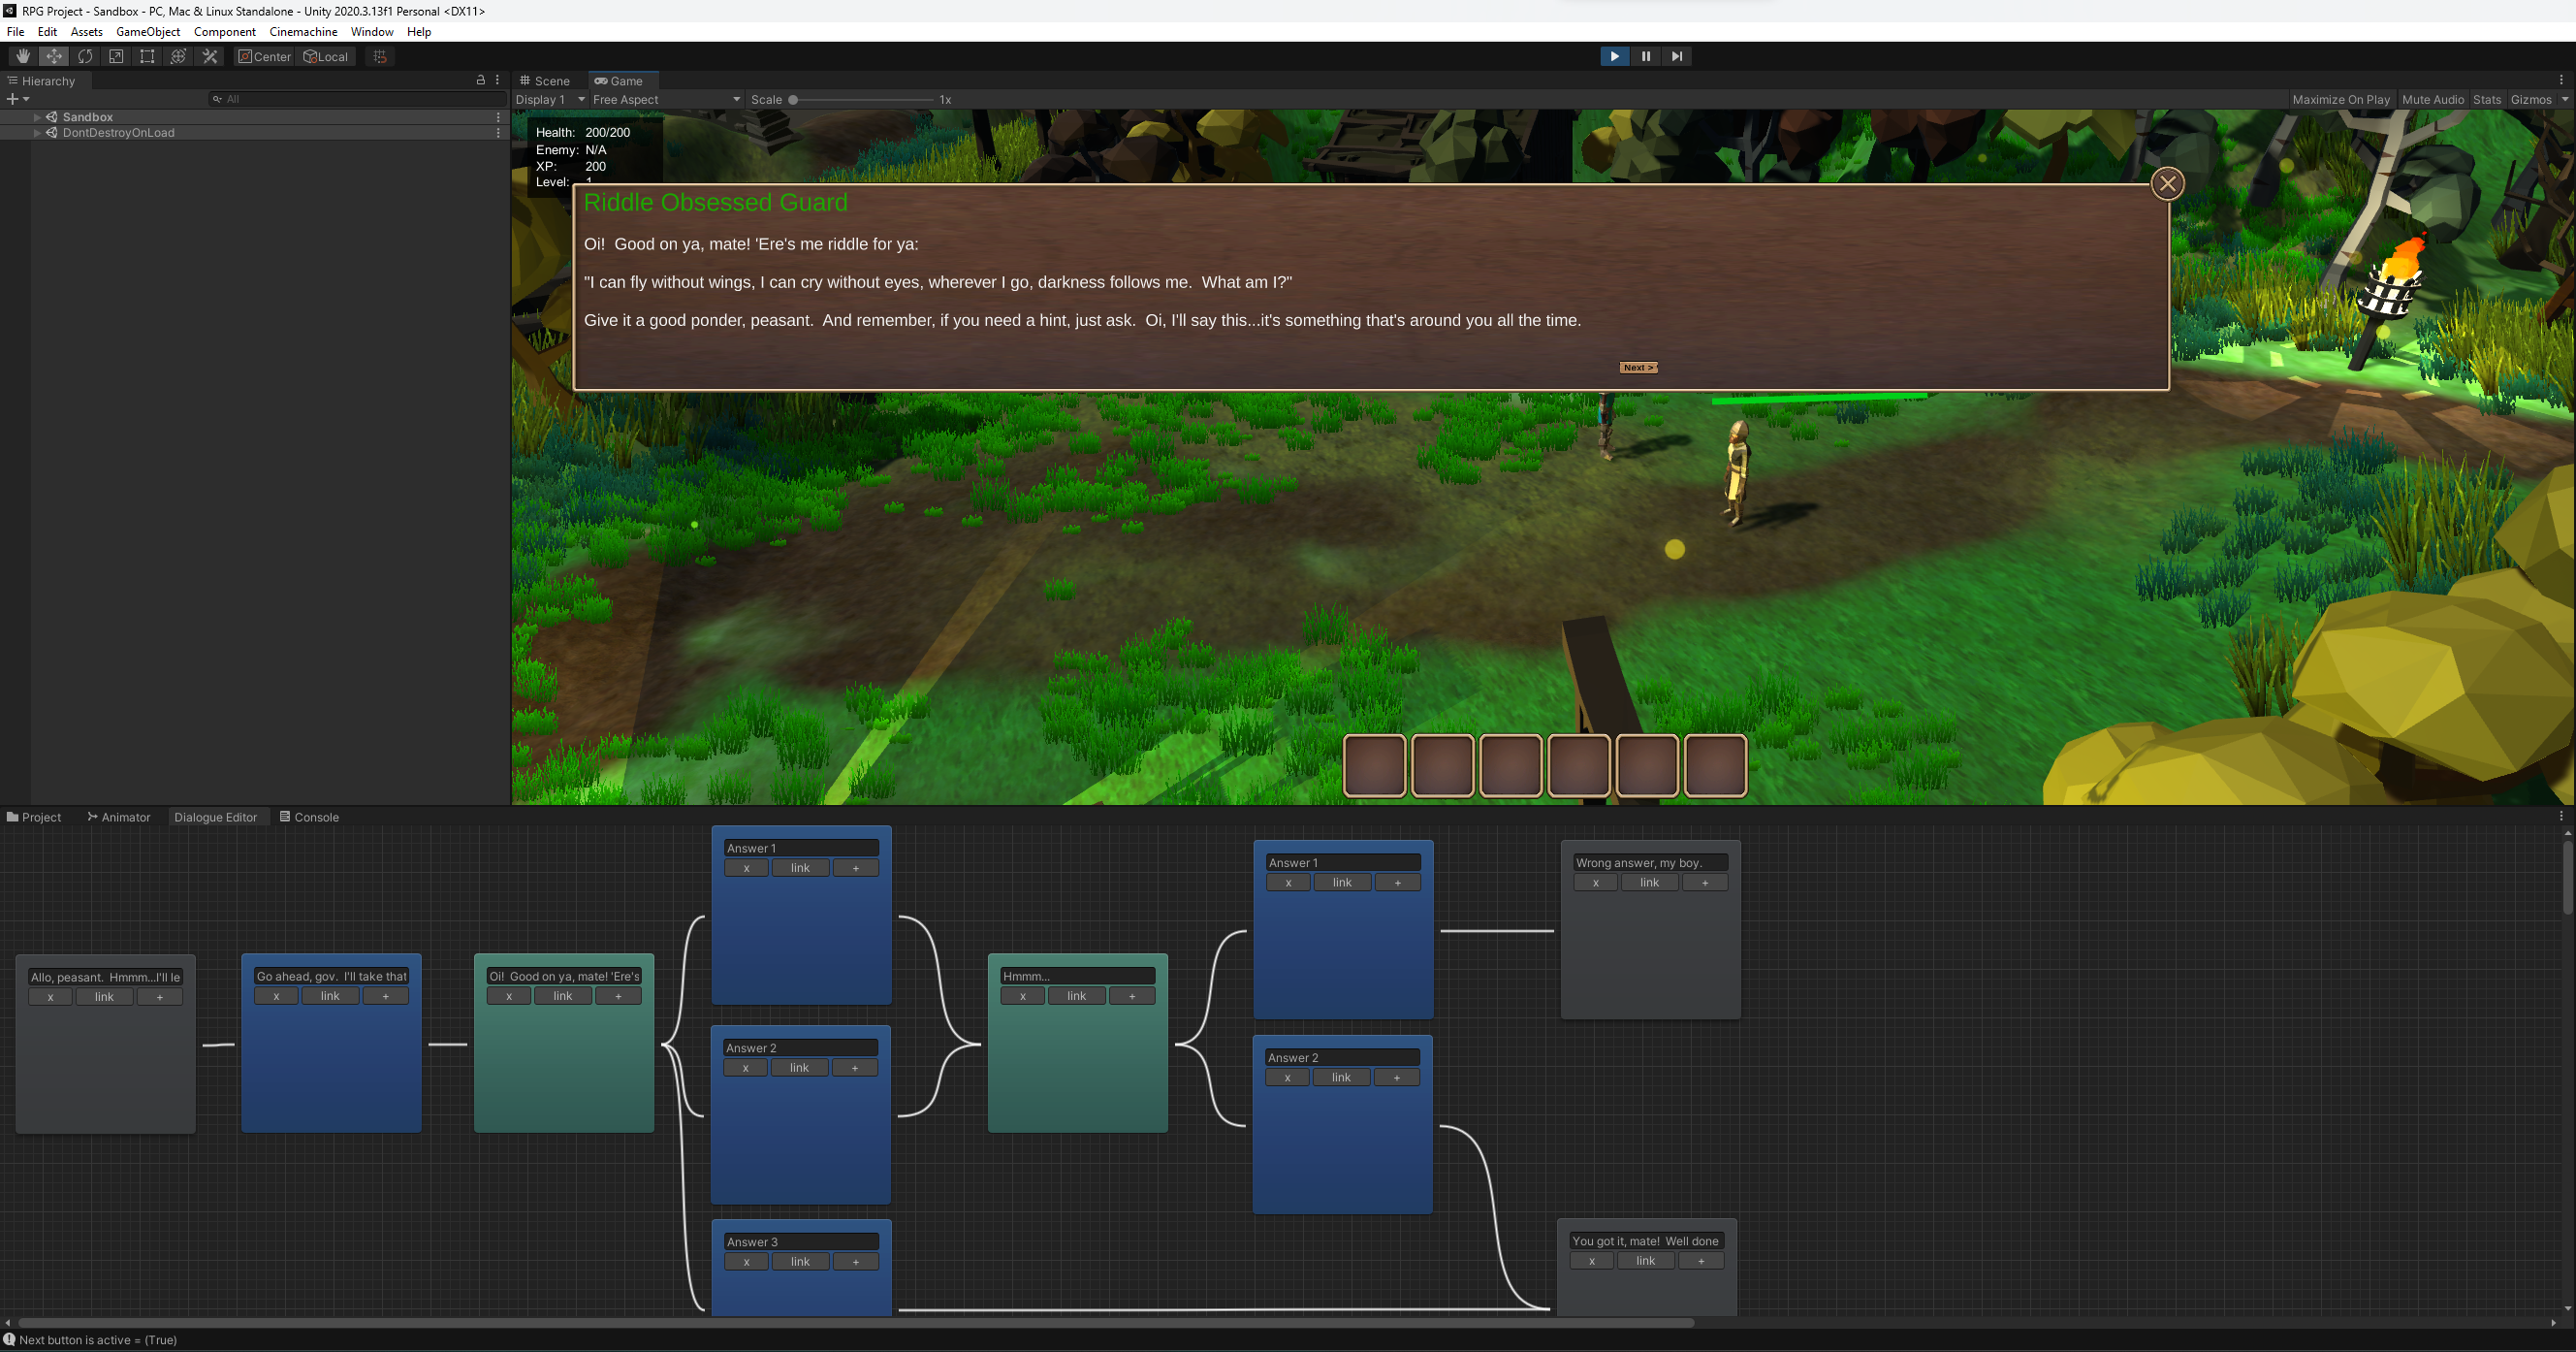 RPG Project - Sandbox - PC, Mac & Linux Standalone - Unity 2020.3.13f1 Personal <DX11>
File Edit Assets GameObject Component Cinemachine Window Help
Center Local
Hierarchy
All
Sandbox
DontDestroyOnLoad
Scene Game
Display 1 Free Aspect Scale 1x Maximize On Play Mute Audio Stats Gizmos
Health: 200/200
Enemy: N/A
XP: 200
Level: 1
Riddle Obsessed Guard
Oi!  Good on ya, mate! 'Ere's me riddle for ya:
"I can fly without wings, I can cry without eyes, wherever I go, darkness follows me.  What am I?"
Give it a good ponder, peasant.  And remember, if you need a hint, just ask.  Oi, I'll say this...it's something that's around you all the time.
Next >
Project Animator Dialogue Editor Console
Answer 1
x link +
Answer 1
x link +
Wrong answer, my boy.
x link +
Allo, peasant.  Hmmm...I'll le
x link +
Go ahead, gov.  I'll take that
x link +
Oi!  Good on ya, mate! 'Ere's
x link +
Hmmm...
x link +
Answer 2
x link +
Answer 2
x link +
Answer 3
x link +
You got it, mate!  Well done
x link +
Next button is active = (True)